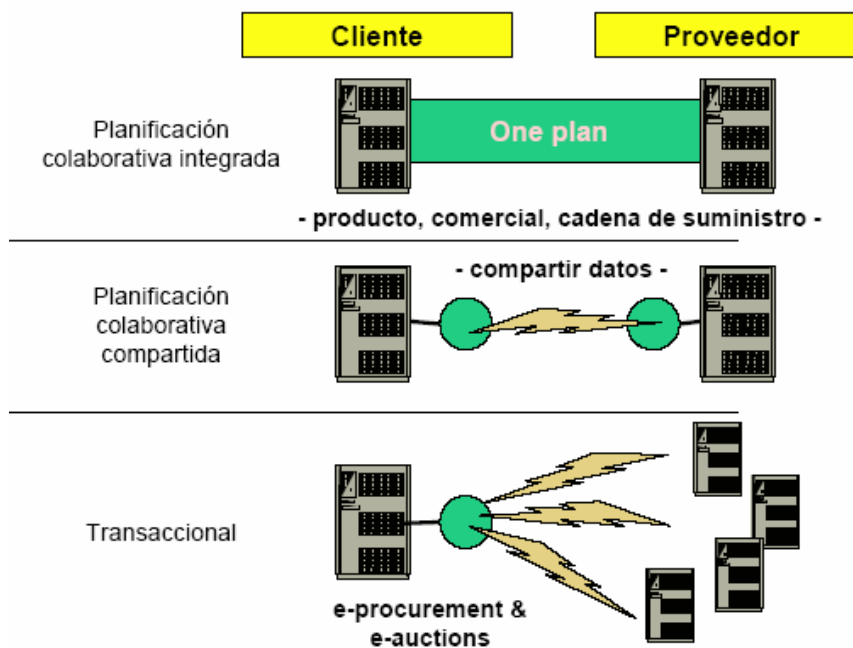 Cliente
Proveedor
Planificación
colaborativa integrada
One plan
- producto, comercial, cadena de suministro -
- compartir datos -
Planificación
colaborativa
compartida
Transaccional
e-procurement &
e-auctions